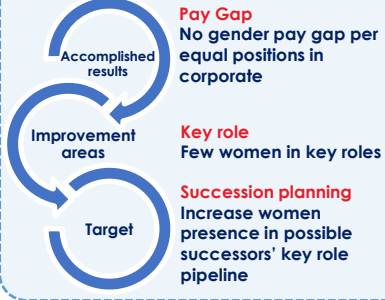 Pay Gap
No gender pay gap per
equal positions in
corporate
Accomplished
results
Key role
Few women in key roles
Improvement
areas
Succession planning
Increase women
presence in possible
successors' key role
pipeline
Target